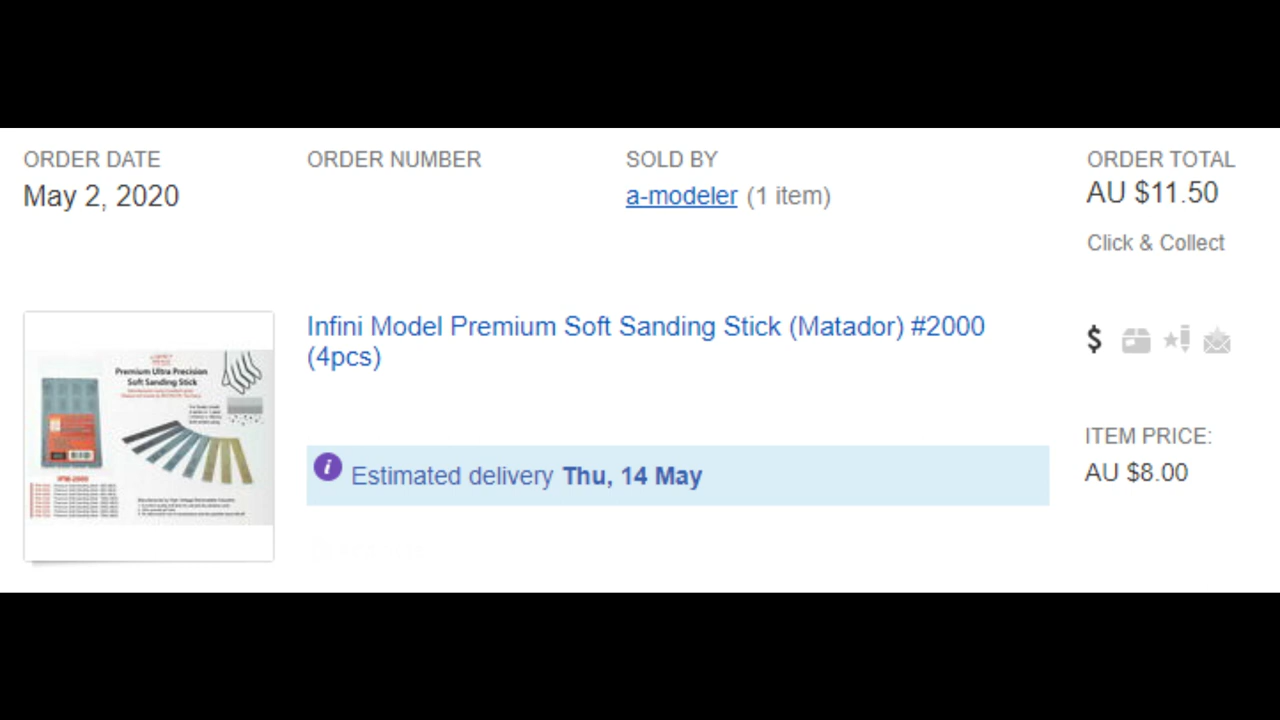 ORDER DATE
ORDER NUMBER
SOLD BY
ORDER TOTAL
May 2, 2020
a-modeler (1 item)
AU $11.50
Click & Collect
Infini Model Premium Soft Sanding Stick (Matador) #2000
(4pcs)
$
Premium Ultra Precision
Soft Sanding Stick
ITEM PRICE:
AU $8.00
i Estimated delivery Thu, 14 May